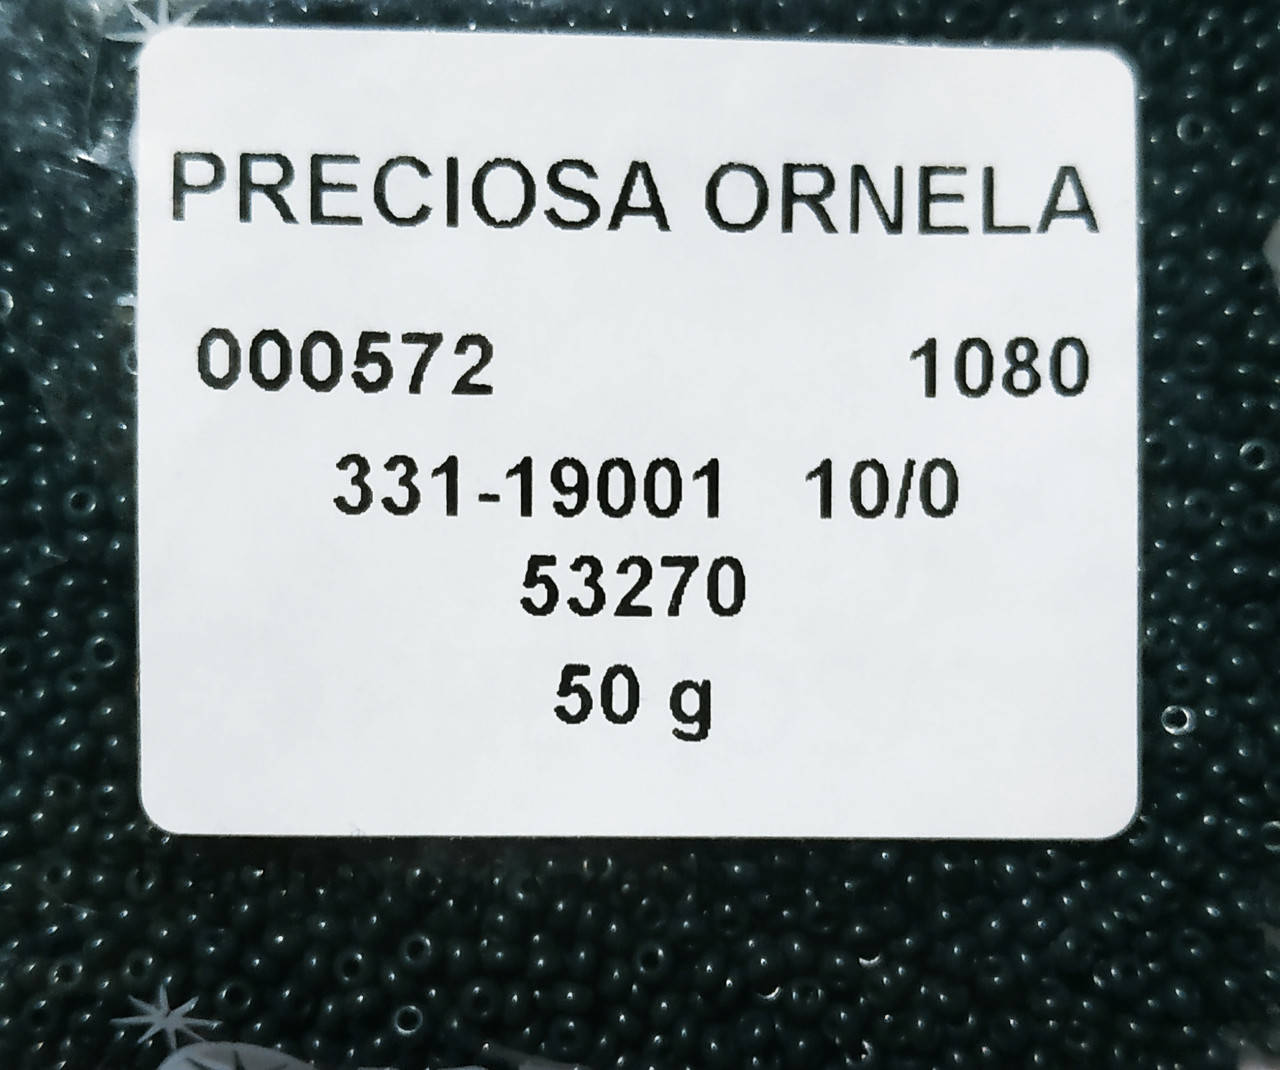 PRECIOSA ORNELA
000572 1080
331-19001 10/0
53270
50 g